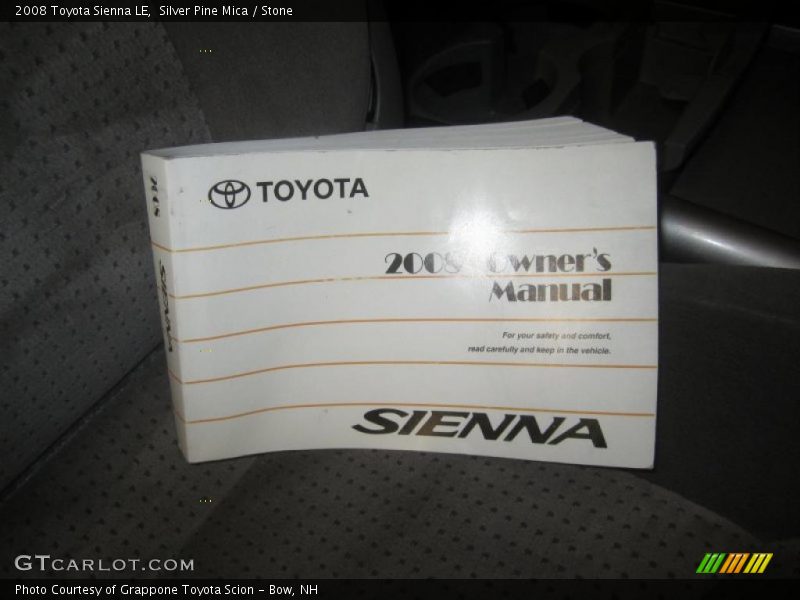 2008 Toyota Sienna LE, Silver Pine Mica / Stone
TOYOTA
2008 Owner's
Manual
For your safety and comfort,
read carefully and keep in the vehicle.
SIENNA
SIENNA
GTCARLOT.COM
Photo Courtesy of Grappone Toyota Scion - Bow, NH